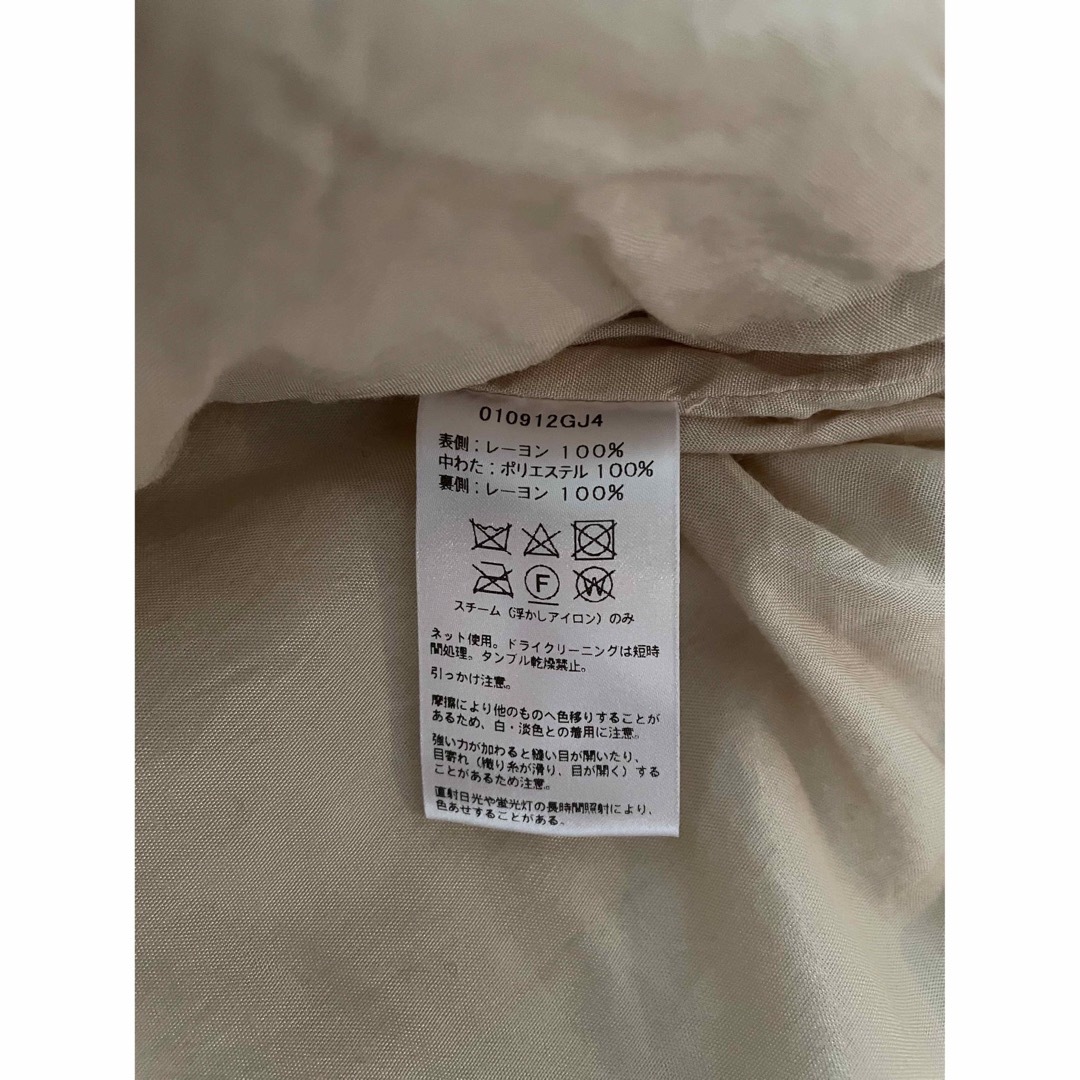 010912GJ4
表側：レーヨン 100%
中わた：ポリエステル 100%
裏側：レーヨン 100%
F W
スチーム（浮かしアイロン）のみ
ネット使用。ドライクリーニングは短時
間処理。タンブル乾燥禁止。
引っかけ注意。
摩擦により他のものへ色移りすることが
あるため、白・淡色との着用に注意。
強い力が加わると縫い目が開いたり、
目寄れ（織り糸が滑り、目が開く）する
ことがあるため注意。
直射日光や蛍光灯の長時間照射により、
色あせすることがある。